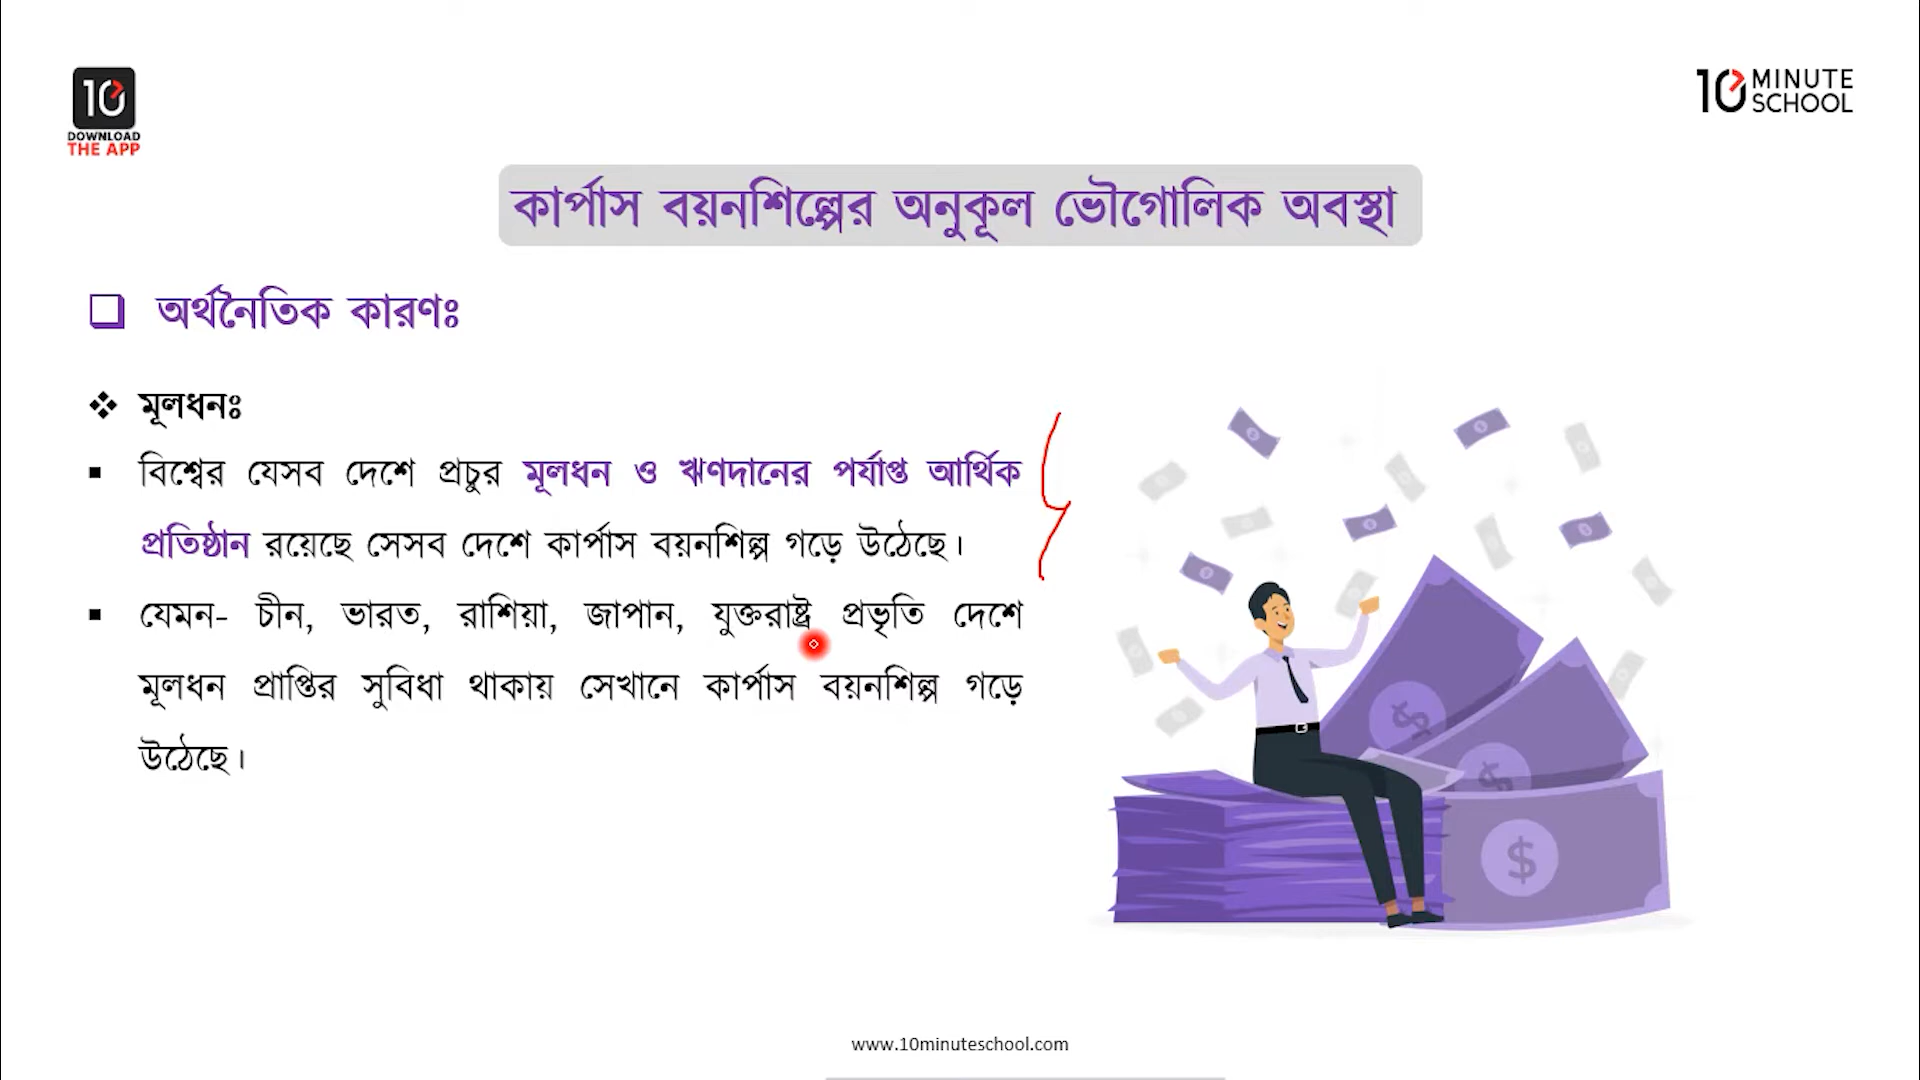 10
DOWNLOAD
THE APP
10 MINUTE
SCHOOL
কার্পাস বয়নশিল্পের অনুকূল ভৌগোলিক অবস্থা
অর্থনৈতিক কারণঃ
মূলধনঃ
বিশ্বের যেসব দেশে প্রচুর মূলধন ও ঋণদানের পর্যাপ্ত আর্থিক
প্রতিষ্ঠান রয়েছে সেসব দেশে কার্পাস বয়নশিল্প গড়ে উঠেছে।
যেমন- চীন, ভারত, রাশিয়া, জাপান, যুক্তরাষ্ট্র প্রভৃতি দেশে
মূলধন প্রাপ্তির সুবিধা থাকায় সেখানে কার্পাস বয়নশিল্প গড়ে
উঠেছে।
www.10minuteschool.com